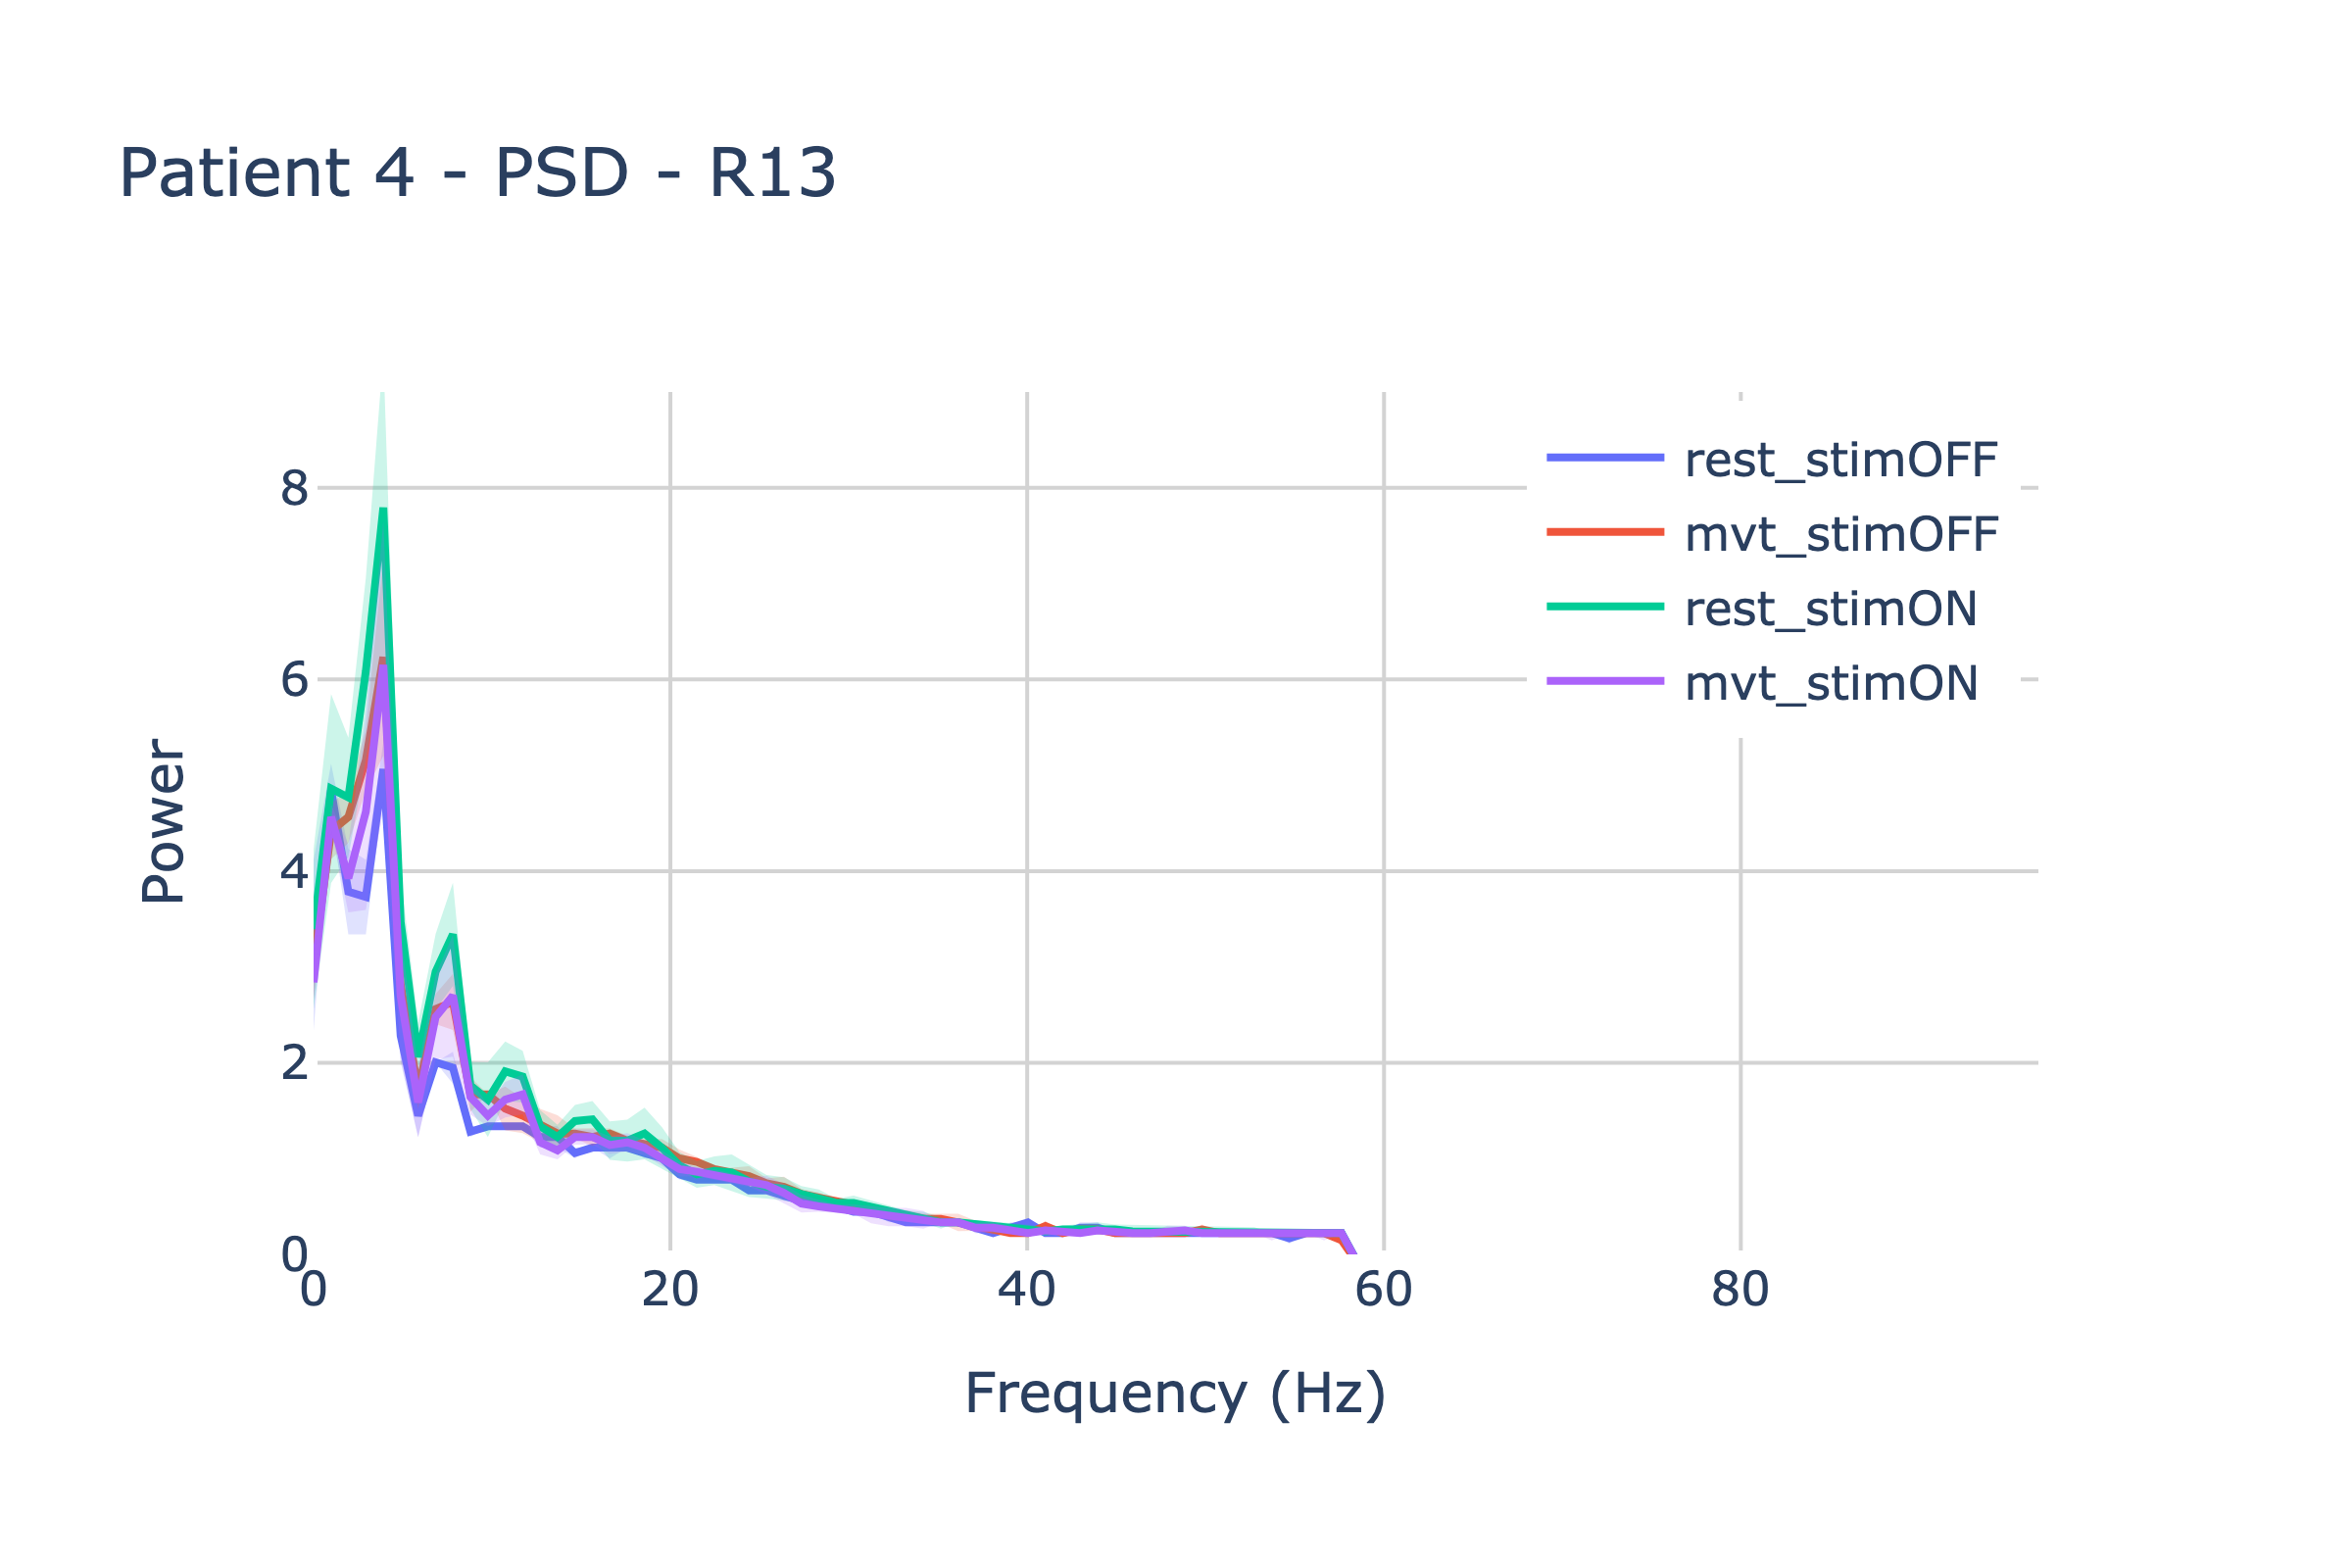 Patient 4 - PSD - R13
rest_stimOFF
mvt_stimOFF
rest_stimON
mvt_stimON
Power
8
6
4
2
0
0 20 40 60 80
Frequency (Hz)